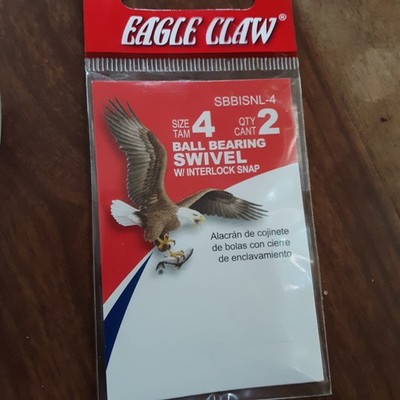 EAGLE CLAW®
SBBISNL-4
SIZE TAM 4 QTY CANT 2
BALL BEARING
SWIVEL
W/ INTERLOCK SNAP
Alacrán de cojinete
de bolas con cierre
de enclavamiento